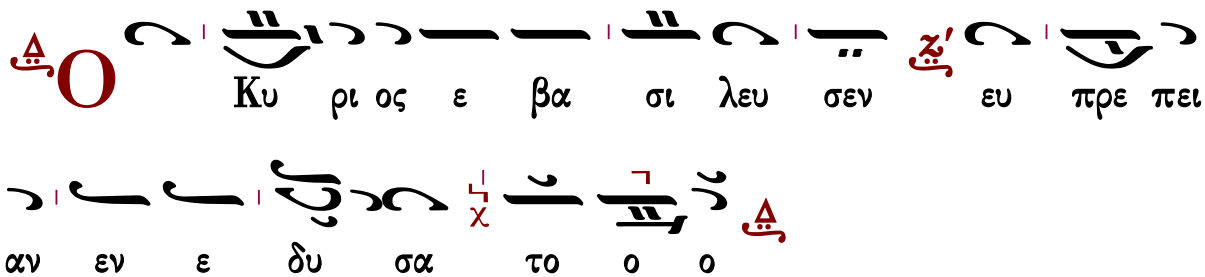 Ο Κυ ρι ος ε βα σι λευ σεν ευ πρε πει
αν εν ε δυ σα το ο ο